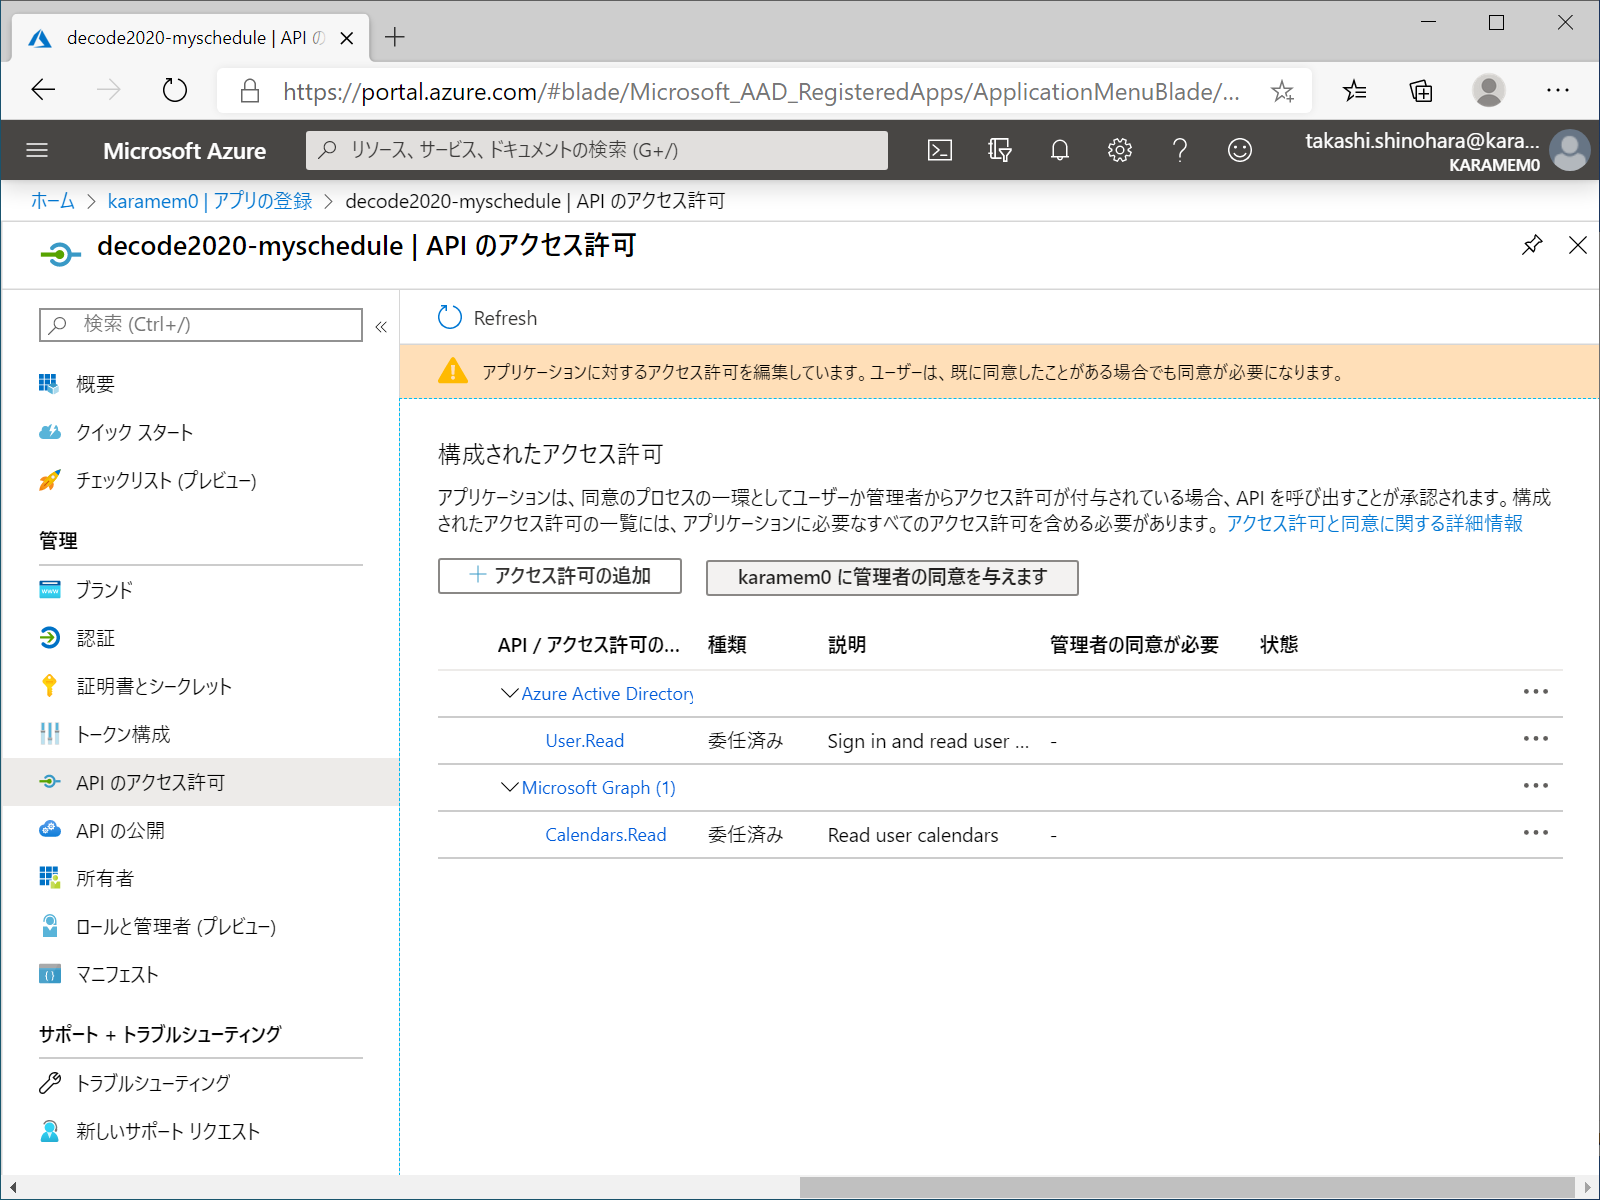 decode2020-myschedule | API の
https://portal.azure.com/#blade/Microsoft_AAD_RegisteredApps/ApplicationMenuBlade/...
Microsoft Azure
リソース、サービス、ドキュメントの検索 (G+/)
takashi.shinohara@kara...
KARAMEM0
ホーム > karamem0 | アプリの登録 > decode2020-myschedule | API のアクセス許可
decode2020-myschedule | API のアクセス許可
検索 (Ctrl+/)
«
概要
クイック スタート
チェックリスト (プレビュー)
管理
ブランド
認証
証明書とシークレット
トークン構成
API のアクセス許可
API の公開
所有者
ロールと管理者 (プレビュー)
マニフェスト
サポート + トラブルシューティング
トラブルシューティング
新しいサポート リクエスト
Refresh
アプリケーションに対するアクセス許可を編集しています。ユーザーは、既に同意したことがある場合でも同意が必要になります。
構成されたアクセス許可
アプリケーションは、同意のプロセスの一環としてユーザーか管理者からアクセス許可が付与されている場合、API を呼び出すことが承認されます。構成
されたアクセス許可の一覧には、アプリケーションに必要なすべてのアクセス許可を含める必要があります。 アクセス許可と同意に関する詳細情報
+ アクセス許可の追加 karamem0 に管理者の同意を与えます
API / アクセス許可の... 種類 説明 管理者の同意が必要 状態
Azure Active Directory
User.Read 委任済み Sign in and read user ... -
Microsoft Graph (1)
Calendars.Read 委任済み Read user calendars -